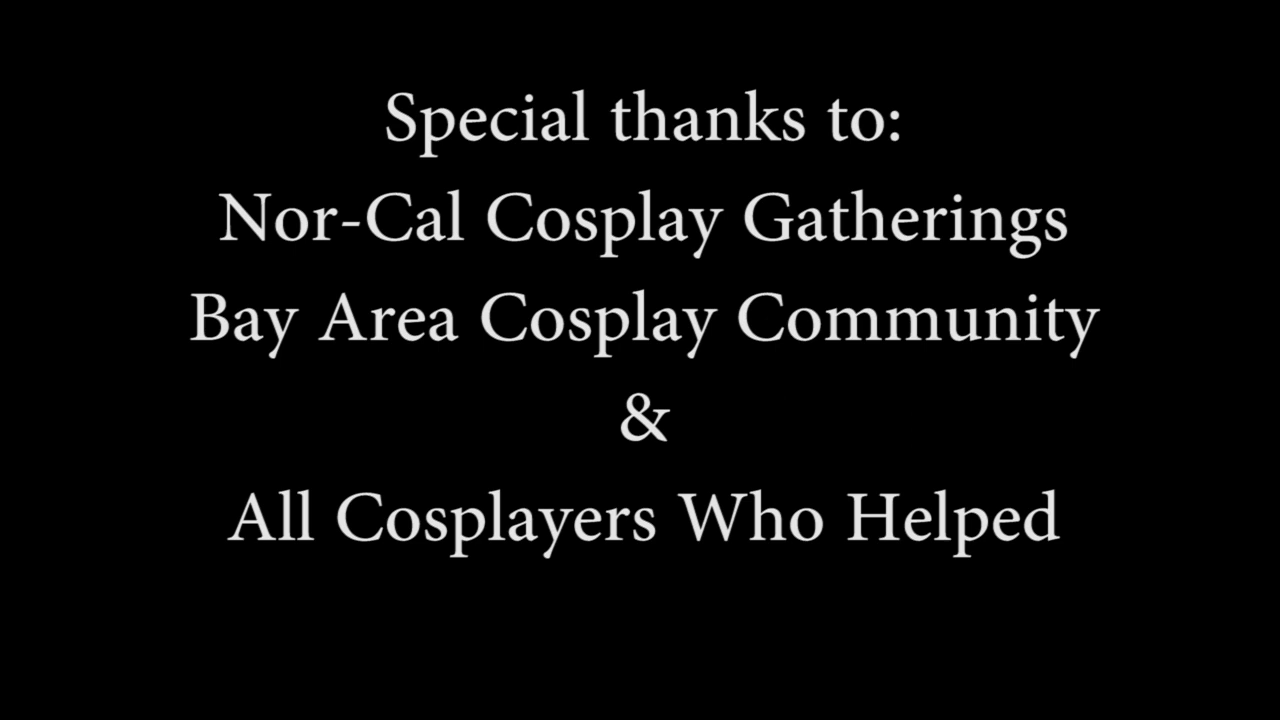 Special thanks to:
Nor-Cal Cosplay Gatherings
Bay Area Cosplay Community
&
All Cosplayers Who Helped